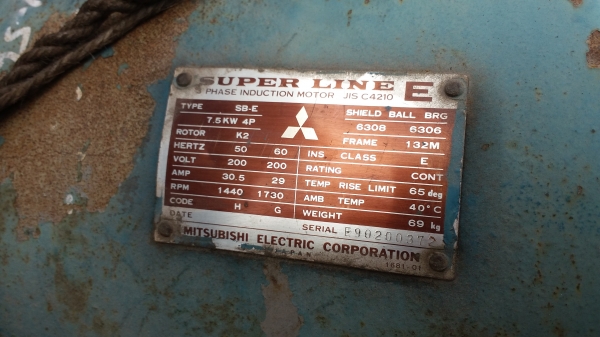 SUPER LINE E
3 PHASE INDUCTION MOTOR JIS C4210
TYPE SB-E
SHIELD BALL BRG
7.5KW 4P
6308 6306
ROTOR K2
FRAME 132M
HERTZ 50 60
INS CLASS E
VOLT 200 200
RATING CONT
AMP 30.5 29
TEMP RISE LIMIT 65 deg
RPM 1440 1730
AMB TEMP 40°C
CODE H G
WEIGHT 69 kg
DATE
SERIAL
MITSUBISHI ELECTRIC CORPORATION
JAPAN
1681-01